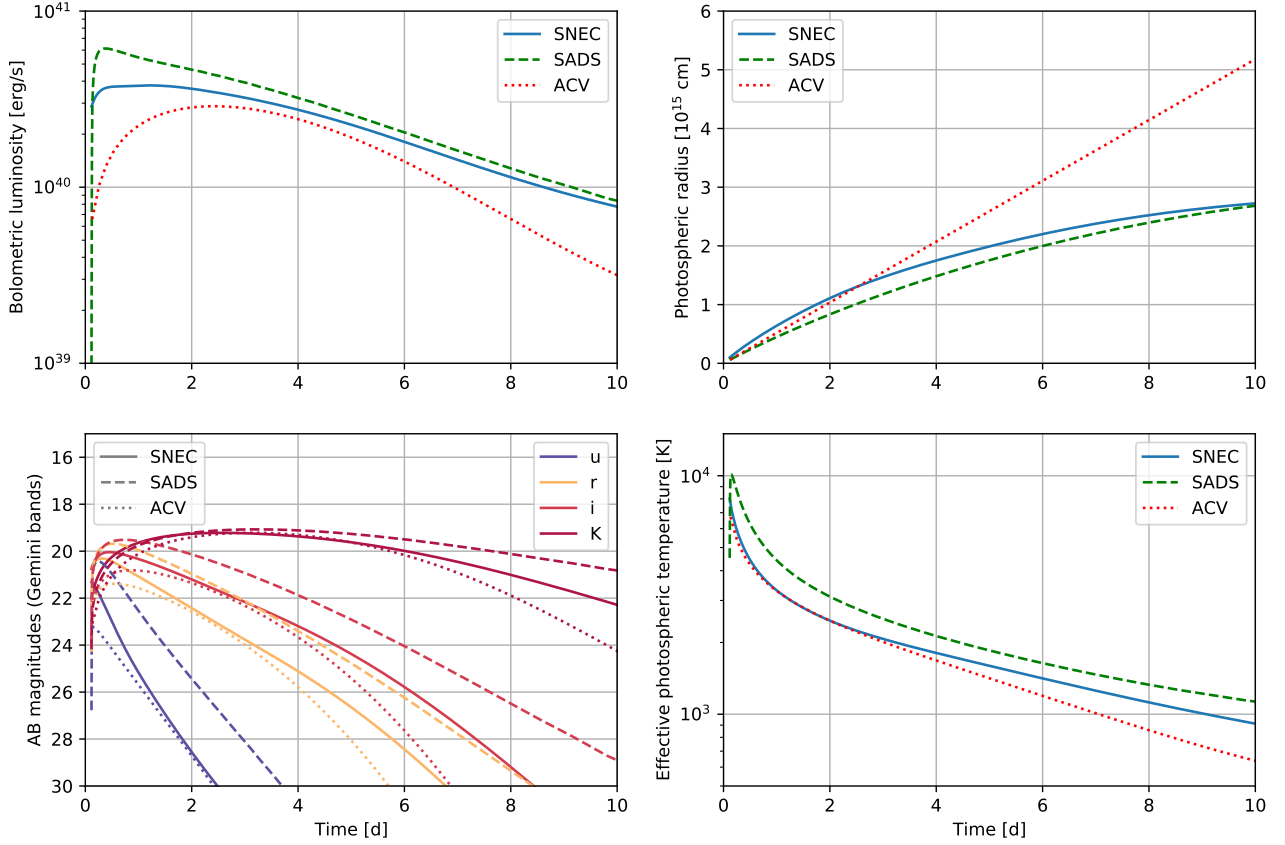 Bolometric luminosity [erg/s]
10^41
10^40
10^39
0 2 4 6 8 10
SNEC
SADS
ACV
Photospheric radius [10^15 cm]
6
5
4
3
2
1
0
0 2 4 6 8 10
SNEC
SADS
ACV
AB magnitudes (Gemini bands)
16
18
20
22
24
26
28
30
0 2 4 6 8 10
Time [d]
SNEC
SADS
ACV
u
r
i
K
Effective photospheric temperature [K]
10^4
10^3
0 2 4 6 8 10
Time [d]
SNEC
SADS
ACV